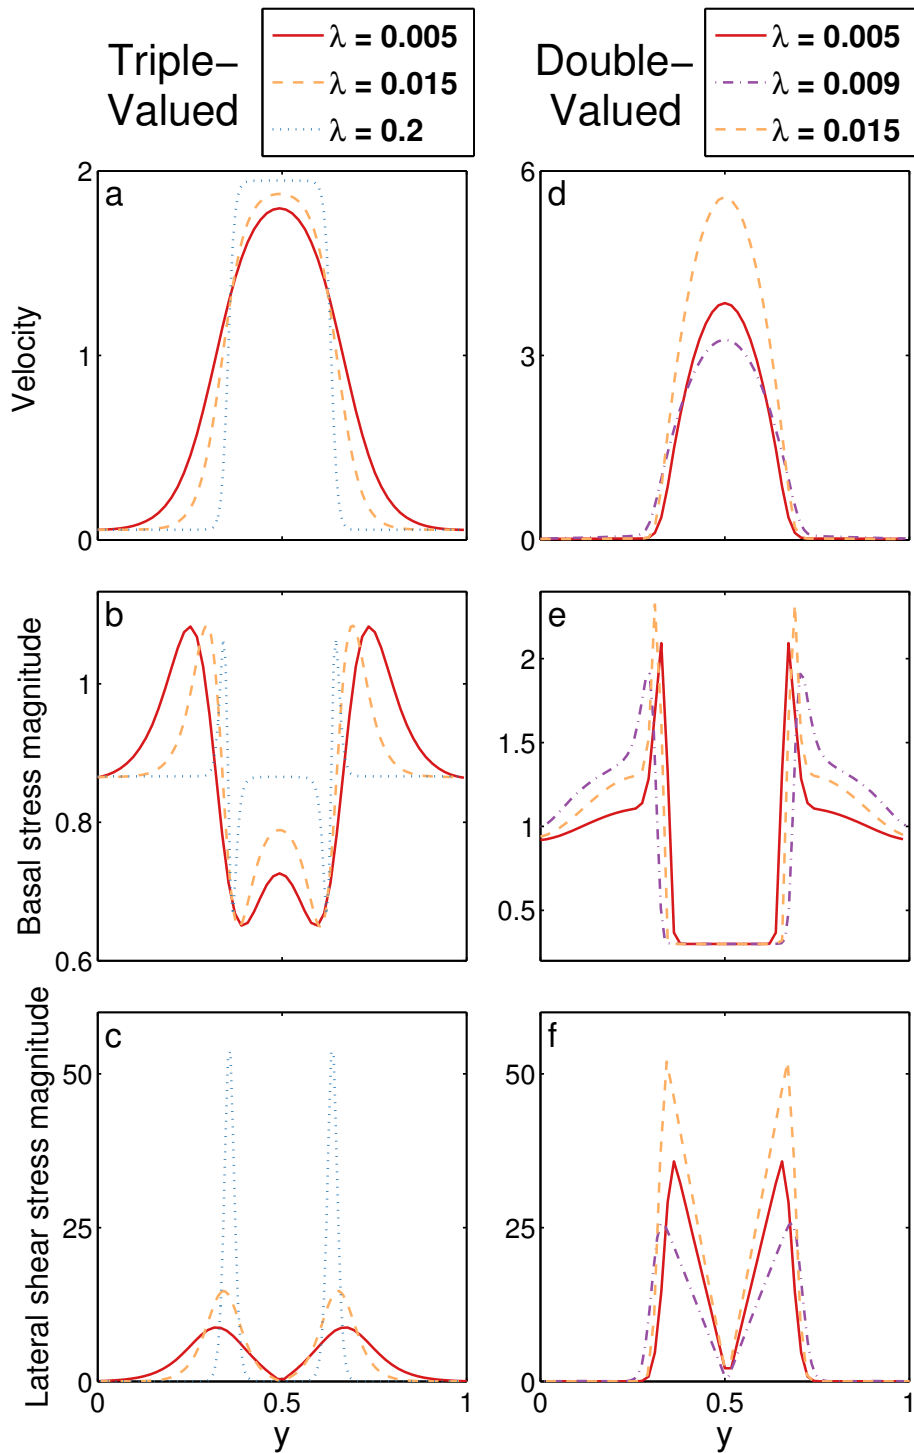 Triple–
Valued
λ = 0.005
λ = 0.015
λ = 0.2
Double–
Valued
λ = 0.005
λ = 0.009
λ = 0.015
a
2
1
0
Velocity
d
6
3
0
b
1
0.8
0.6
Basal stress magnitude
e
2
1.5
1
0.5
c
50
25
0
Lateral shear stress magnitude
0
0.5
1
y
f
50
25
0
0
0.5
1
y